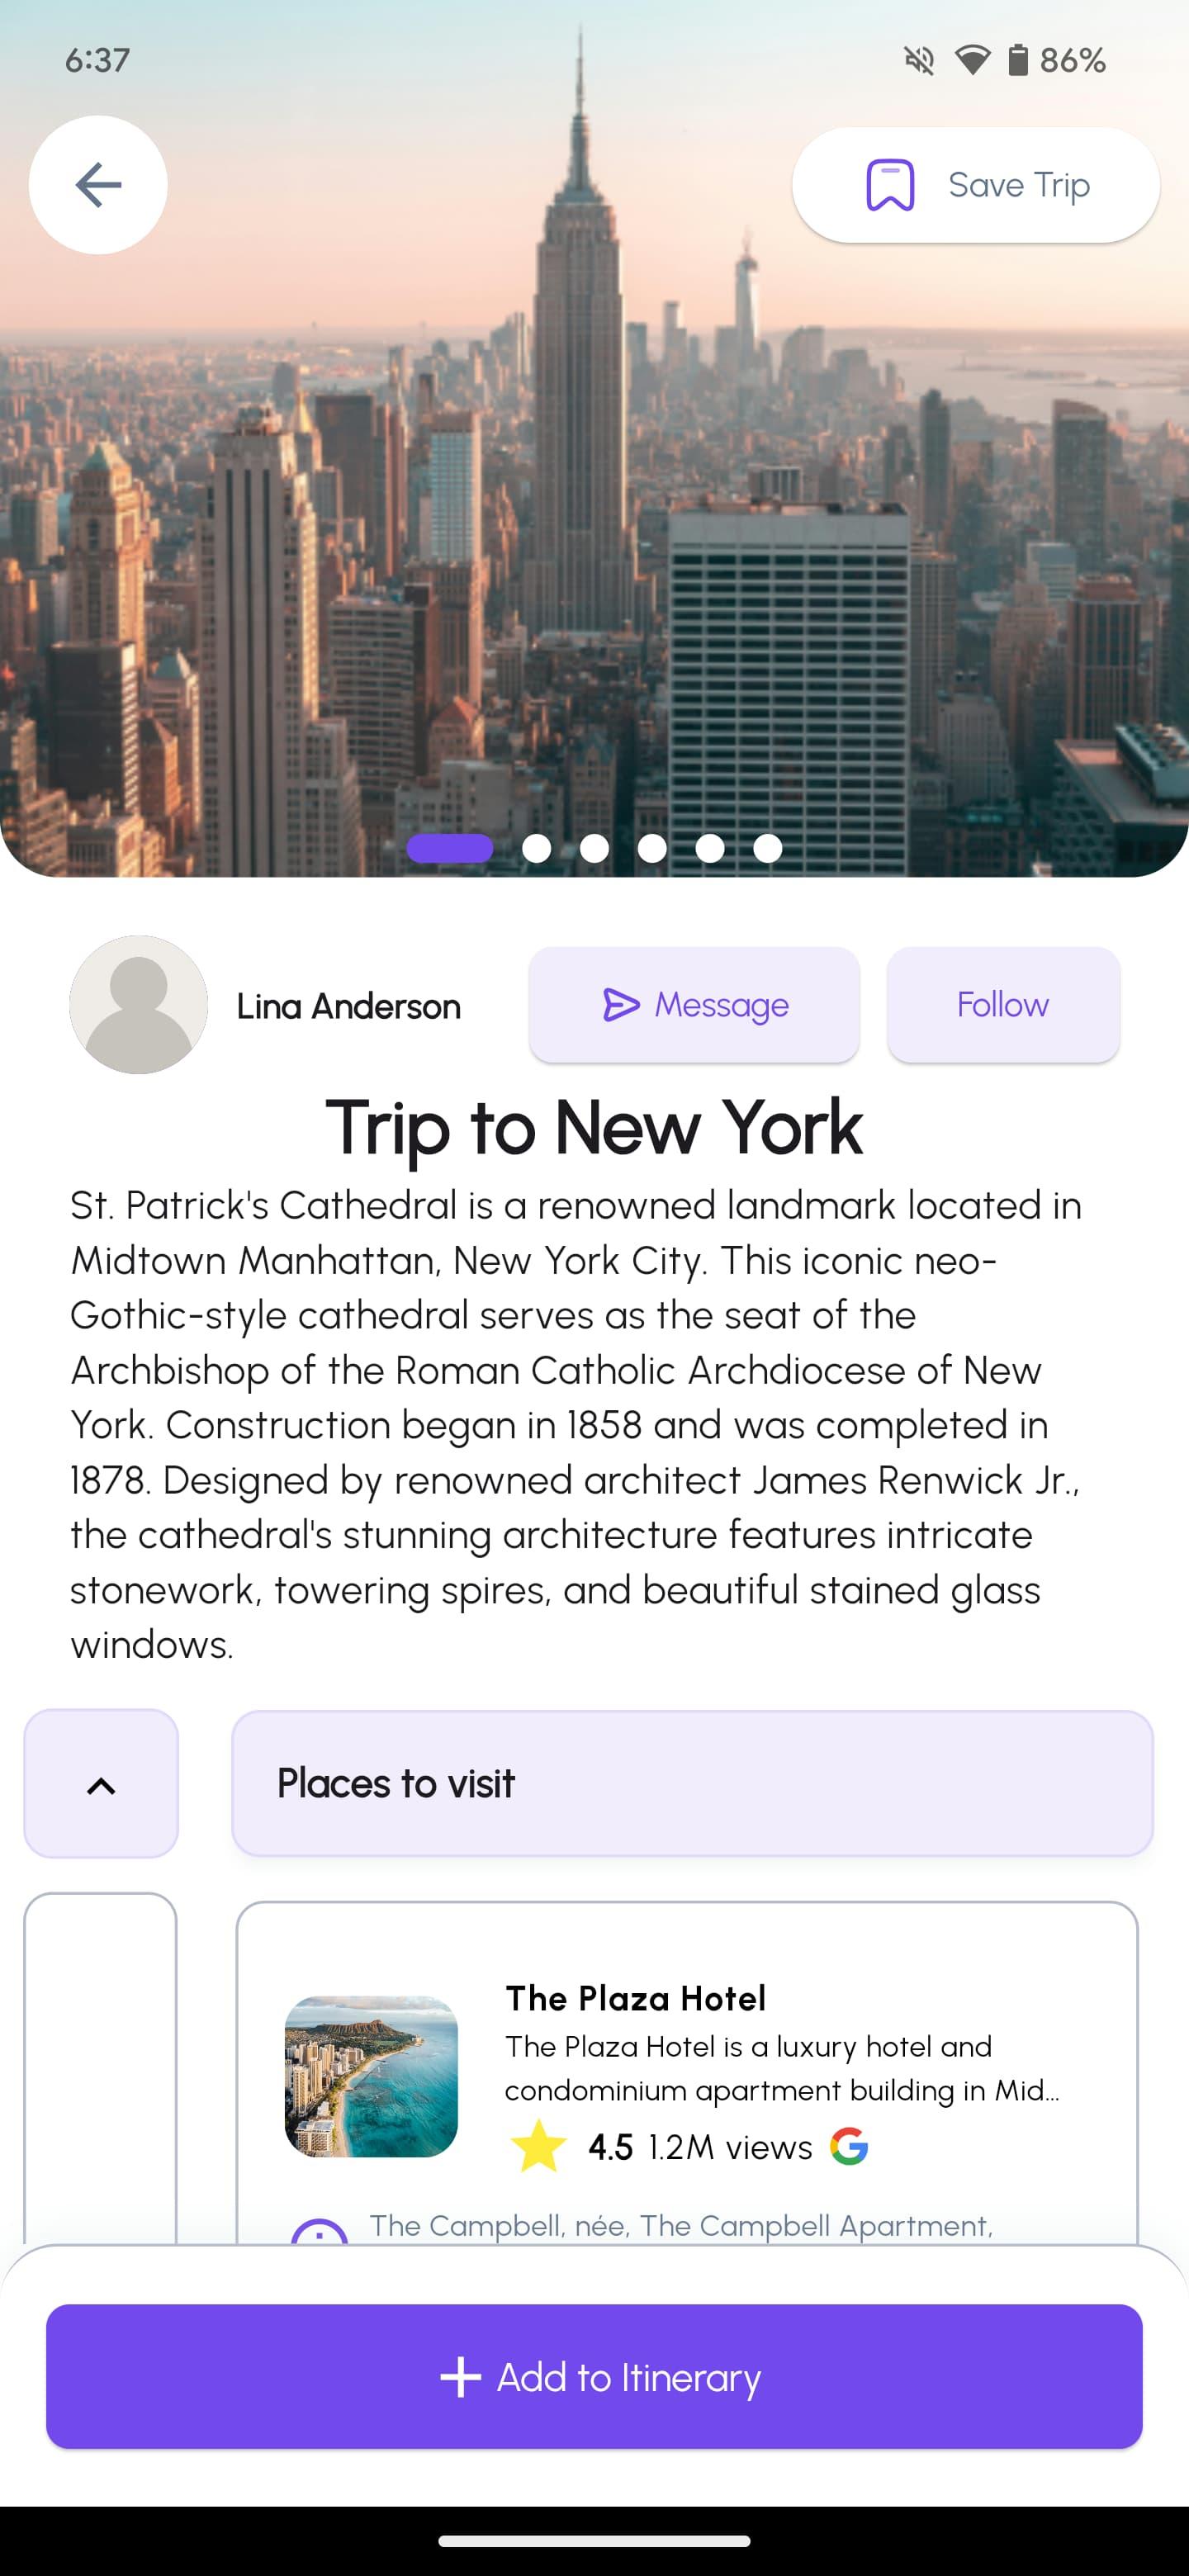 6:37
86%
Save Trip
Lina Anderson
Message
Follow
Trip to New York
St. Patrick's Cathedral is a renowned landmark located in
Midtown Manhattan, New York City. This iconic neo-
Gothic-style cathedral serves as the seat of the
Archbishop of the Roman Catholic Archdiocese of New
York. Construction began in 1858 and was completed in
1878. Designed by renowned architect James Renwick Jr.,
the cathedral's stunning architecture features intricate
stonework, towering spires, and beautiful stained glass
windows.
Places to visit
The Plaza Hotel
The Plaza Hotel is a luxury hotel and
condominium apartment building in Mid...
4.5 1.2M views G
The Campbell, née, The Campbell Apartment,
Add to Itinerary